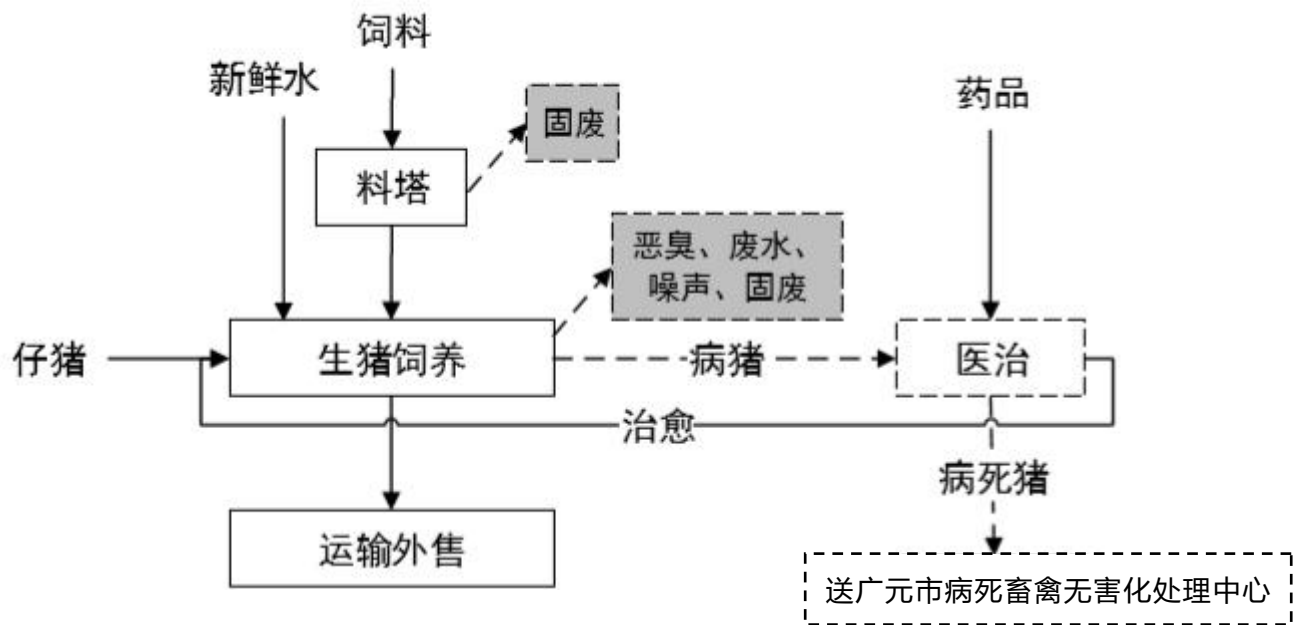 饲料
新鲜水
药品
固废
料塔
恶臭、废水、
噪声、固废
仔猪
生猪饲养
病猪
医治
治愈
病死猪
运输外售
送广元市病死畜禽无害化处理中心